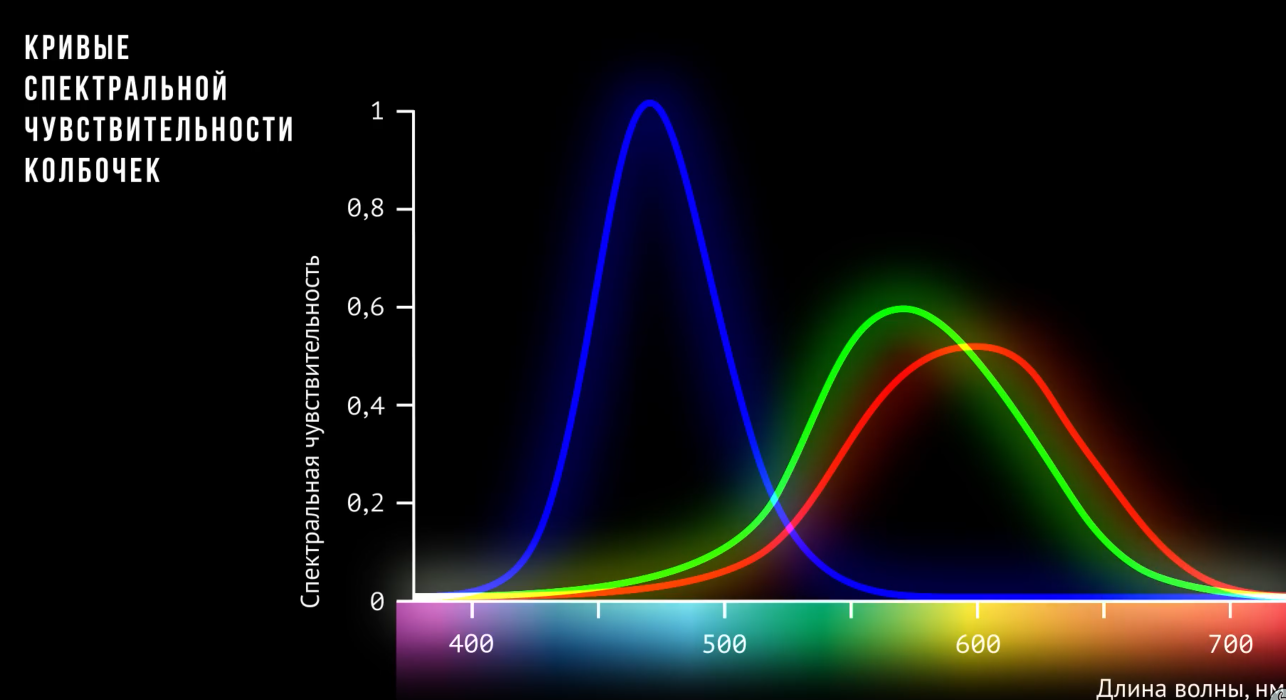 КРИВЫЕ
СПЕКТРАЛЬНОЙ
ЧУВСТВИТЕЛЬНОСТИ
КОЛБОЧЕК
Спектральная чувствительность
1
0,8
0,6
0,4
0,2
0
400 500 600 700
Длина волны, нм